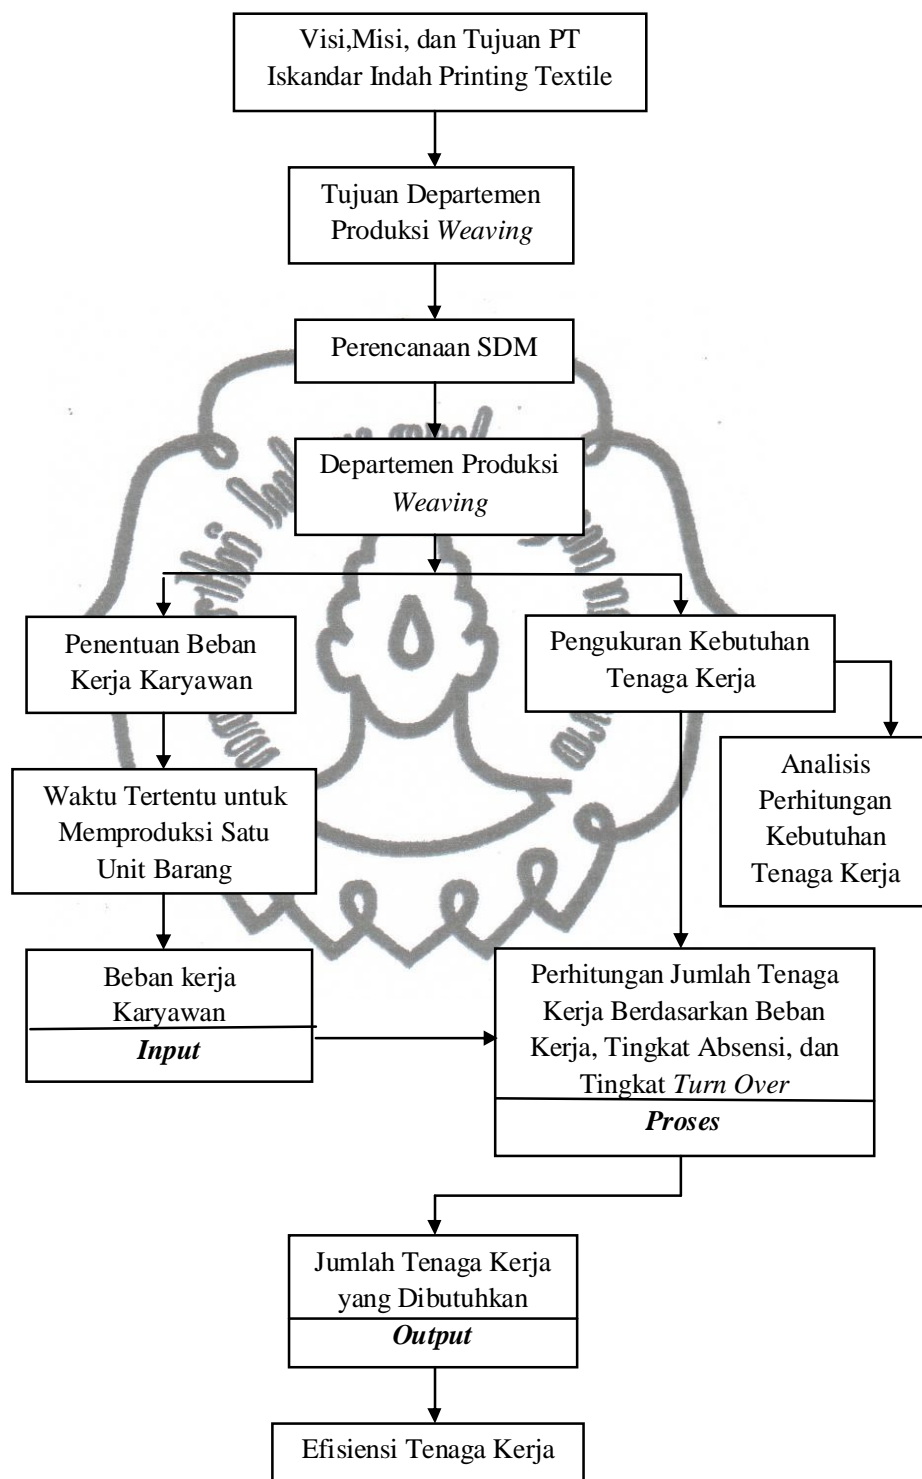 Visi,Misi, dan Tujuan PT
Iskandar Indah Printing Textile
Tujuan Departemen
Produksi Weaving
Perencanaan SDM
Departemen Produksi
Weaving
Penentuan Beban
Kerja Karyawan
Pengukuran Kebutuhan
Tenaga Kerja
Waktu Tertentu untuk
Memproduksi Satu
Unit Barang
Analisis
Perhitungan
Kebutuhan
Tenaga Kerja
Beban kerja
Karyawan
Input
Perhitungan Jumlah Tenaga
Kerja Berdasarkan Beban
Kerja, Tingkat Absensi, dan
Tingkat Turn Over
Proses
Jumlah Tenaga Kerja
yang Dibutuhkan
Output
Efisiensi Tenaga Kerja